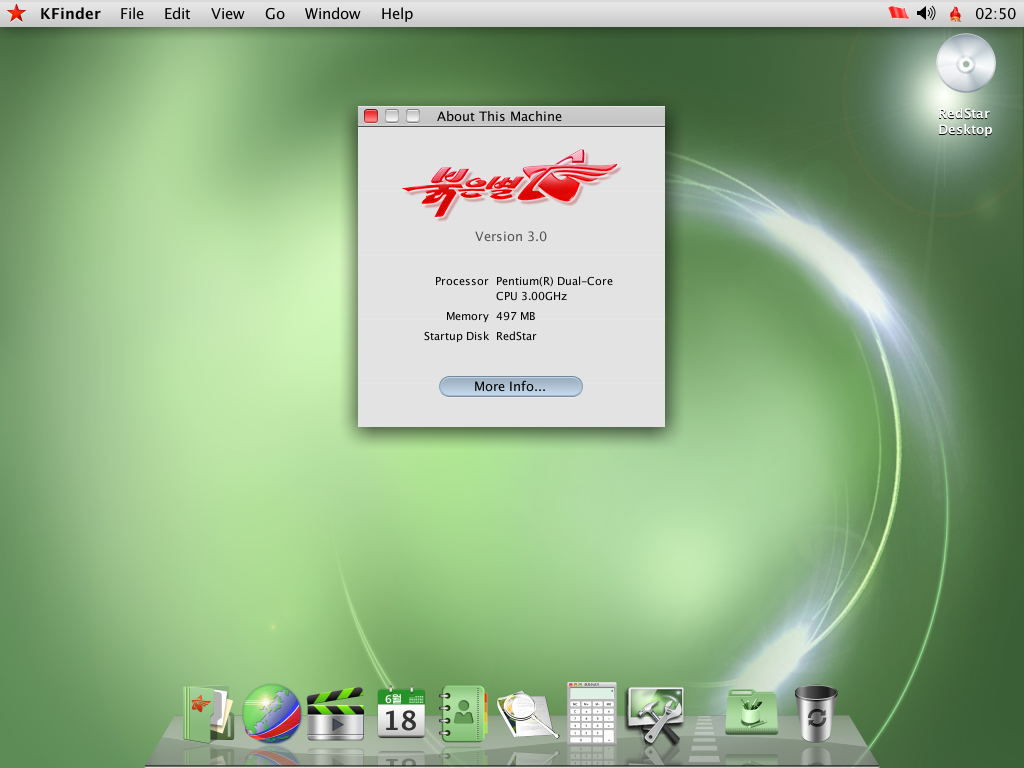 KFinder File Edit View Go Window Help 02:50
RedStar
Desktop
About This Machine
붉은별
Version 3.0
Processor Pentium(R) Dual-Core
CPU 3.00GHz
Memory 497 MB
Startup Disk RedStar
More Info...
6월
18